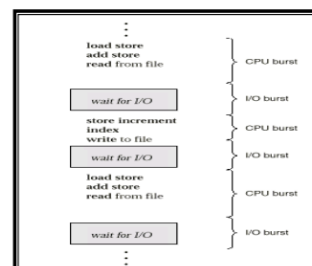 load store
add store
read from file
CPU burst
wait for I/O
I/O burst
store increment
index
write to file
CPU burst
wait for I/O
I/O burst
load store
add store
read from file
CPU burst
wait for I/O
I/O burst